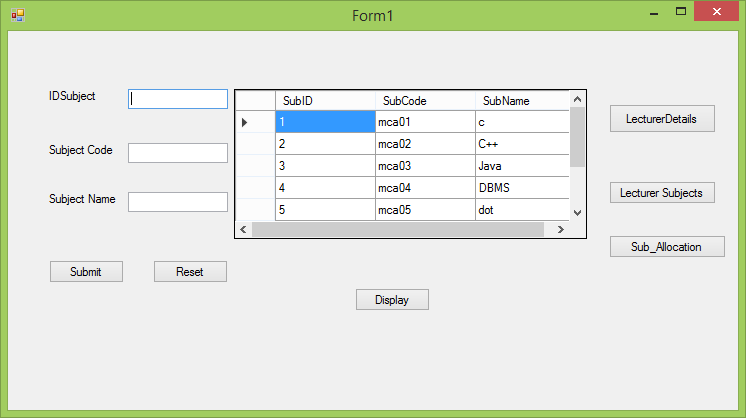 Form1
IDSubject
Subject Code
Subject Name
Submit
Reset
SubID SubCode SubName
1 mca01 c
2 mca02 C++
3 mca03 Java
4 mca04 DBMS
5 mca05 dot
Display
LecturerDetails
Lecturer Subjects
Sub_Allocation